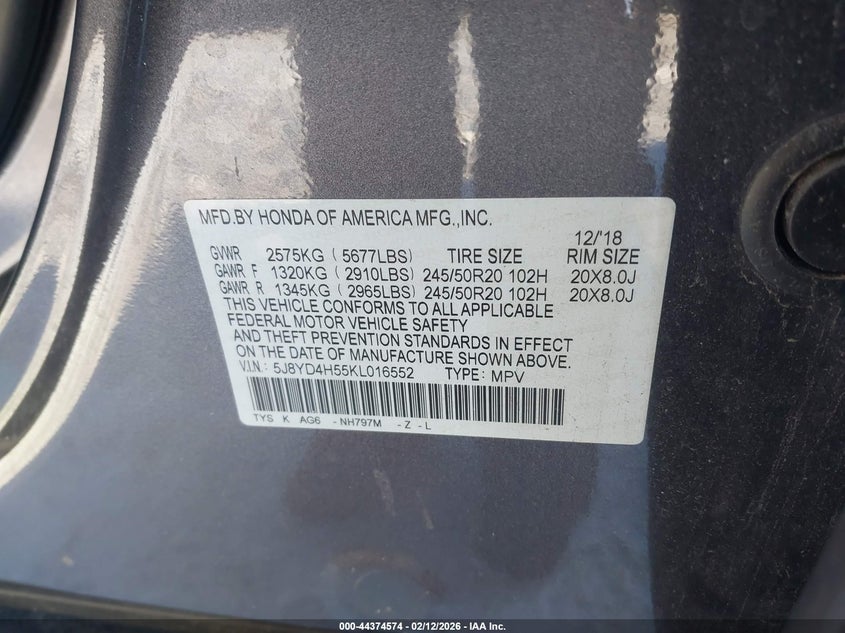 MFD.BY HONDA OF AMERICA MFG.,INC.
12/'18
GVWR 2575KG ( 5677LBS) TIRE SIZE RIM SIZE
GAWR F 1320KG ( 2910LBS) 245/50R20 102H 20X8.0J
GAWR R 1345KG ( 2965LBS) 245/50R20 102H 20X8.0J
THIS VEHICLE CONFORMS TO ALL APPLICABLE
FEDERAL MOTOR VEHICLE SAFETY
AND THEFT PREVENTION STANDARDS IN EFFECT
ON THE DATE OF MANUFACTURE SHOWN ABOVE.
V.I.N.: 5J8YD4H55KL016552 TYPE: MPV
TYS K AG6 - NH797M - Z - L
000-44374574 — 02/12/2026 — IAA Inc.